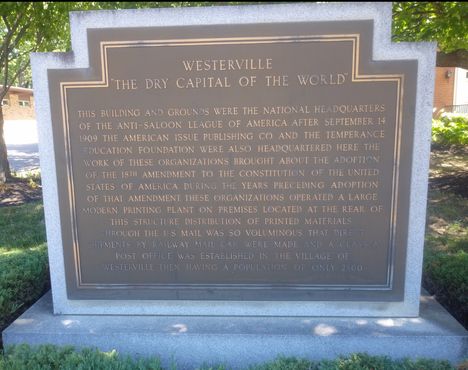 WESTERVILLE
"THE DRY CAPITAL OF THE WORLD"
THIS BUILDING AND GROUNDS WERE THE NATIONAL HEADQUARTERS
OF THE ANTI-SALOON LEAGUE OF AMERICA AFTER SEPTEMBER 14
1909 THE AMERICAN ISSUE PUBLISHING CO AND THE TEMPERANCE
EDUCATION FOUNDATION WERE ALSO HEADQUARTERED HERE THE
WORK OF THESE ORGANIZATIONS BROUGHT ABOUT THE ADOPTION
OF THE 18TH AMENDMENT TO THE CONSTITUTION OF THE UNITED
STATES OF AMERICA DURING THE YEARS PRECEDING ADOPTION
OF THAT AMENDMENT THESE ORGANIZATIONS OPERATED A LARGE
MODERN PRINTING PLANT ON PREMISES LOCATED AT THE REAR OF
THIS STRUCTURE DISTRIBUTION OF PRINTED MATERIALS
THROUGH THE U S MAIL WAS SO VOLUMINOUS THAT DIRECT
SHIPMENTS BY RAILWAY MAIL CAR WERE MADE AND A CLASS
POST OFFICE WAS ESTABLISHED IN THE VILLAGE OF
WESTERVILLE THEN HAVING A POPULATION OF ONLY 2500